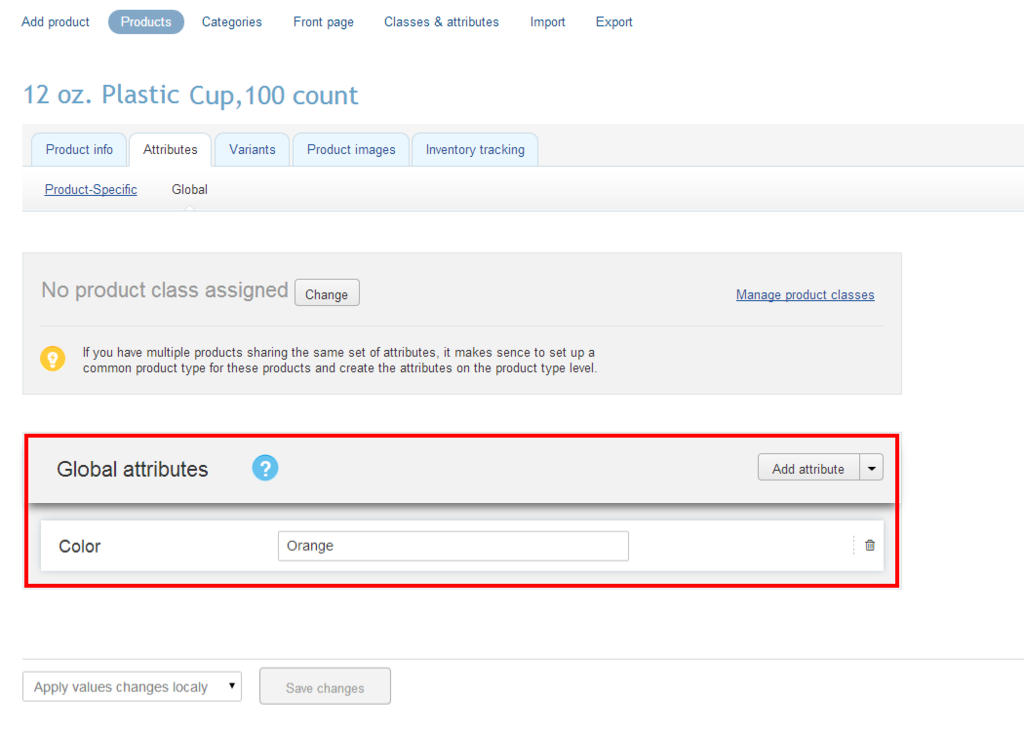 Add product Products Categories Front page Classes & attributes Import Export
12 oz. Plastic Cup,100 count
Product info Attributes Variants Product images Inventory tracking
Product-Specific Global
No product class assigned Change Manage product classes
If you have multiple products sharing the same set of attributes, it makes sence to set up a
common product type for these products and create the attributes on the product type level.
Global attributes ? Add attribute
Color Orange
Apply values changes localy Save changes